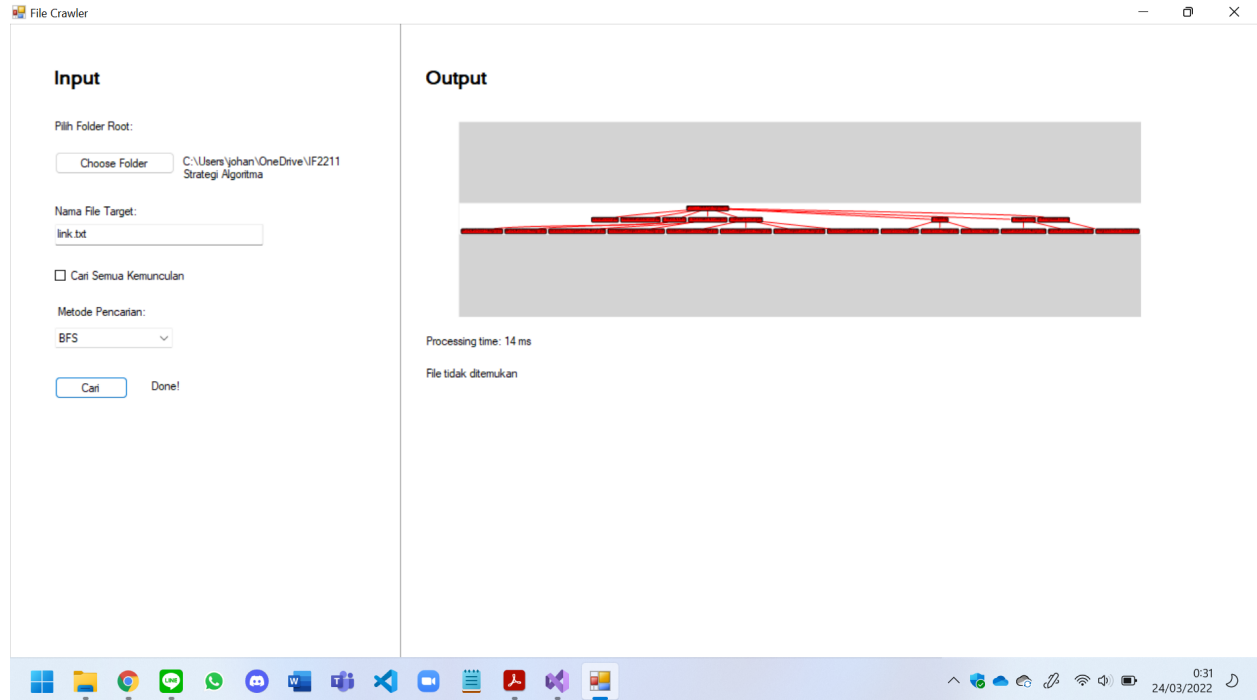 File Crawler
Input
Pilih Folder Root:
Choose Folder
C:\Users\johan\OneDrive\IF2211
Strategi Algoritma
Nama File Target:
link.txt
Cari Semua Kemunculan
Metode Pencarian:
BFS
Cari
Done!
Output
Processing time: 14 ms
File tidak ditemukan
0:31
24/03/2022